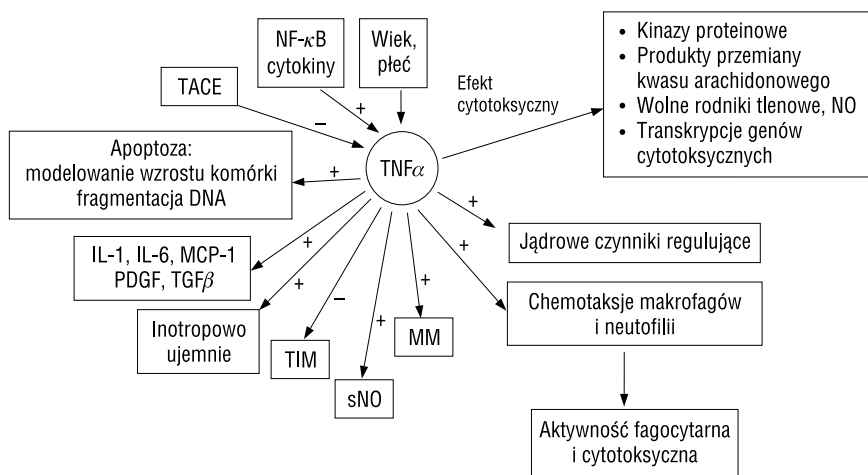 NF-κB
cytokiny
Wiek,
płeć
TACE
Efekt
cytotoksyczny
• Kinazy proteinowe
• Produkty przemiany
kwasu arachidonowego
• Wolne rodniki tlenowe, NO
• Transkrypcje genów
cytotoksycznych
+
–
TNFα
Apoptoza:
modelowanie wzrostu komórki
fragmentacja DNA
+
+
Jądrowe czynniki regulujące
IL-1, IL-6, MCP-1
PDGF, TGFβ
+
+
Chemotaksje makrofagów
i neutofilii
Inotropowo
ujemnie
+
–
TIM
+
sNO
+
MM
Aktywność fagocytarna
i cytotoksyczna